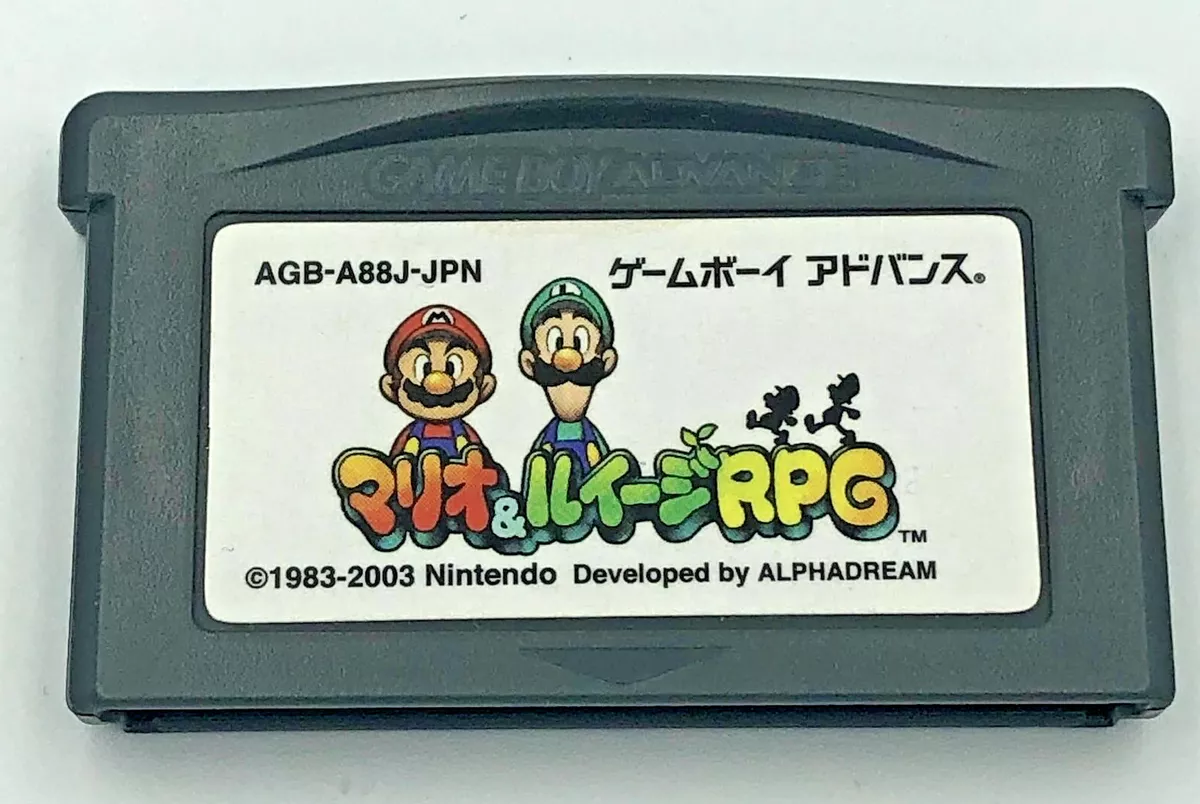 GAME BOY ADVANCE
AGB-A88J-JPN
ゲームボーイ アドバンス®
M
L
マリオ&ルイージRPG™
©1983-2003 Nintendo Developed by ALPHADREAM